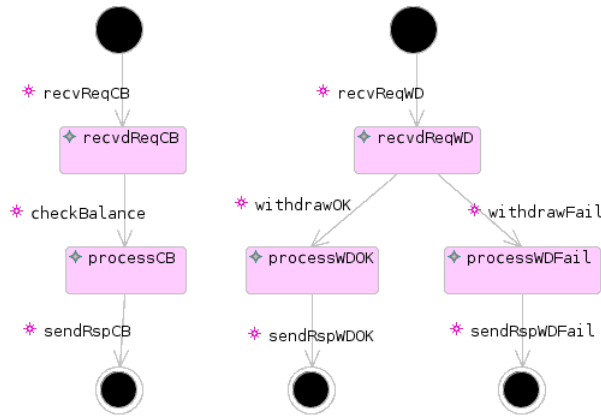 recvReqCB
recvReqWD
recvdReqCB
recvdReqWD
checkBalance
withdrawOK
withdrawFail
processCB
processWDOK
processWDFail
sendRspCB
sendRspWDOK
sendRspWDFail